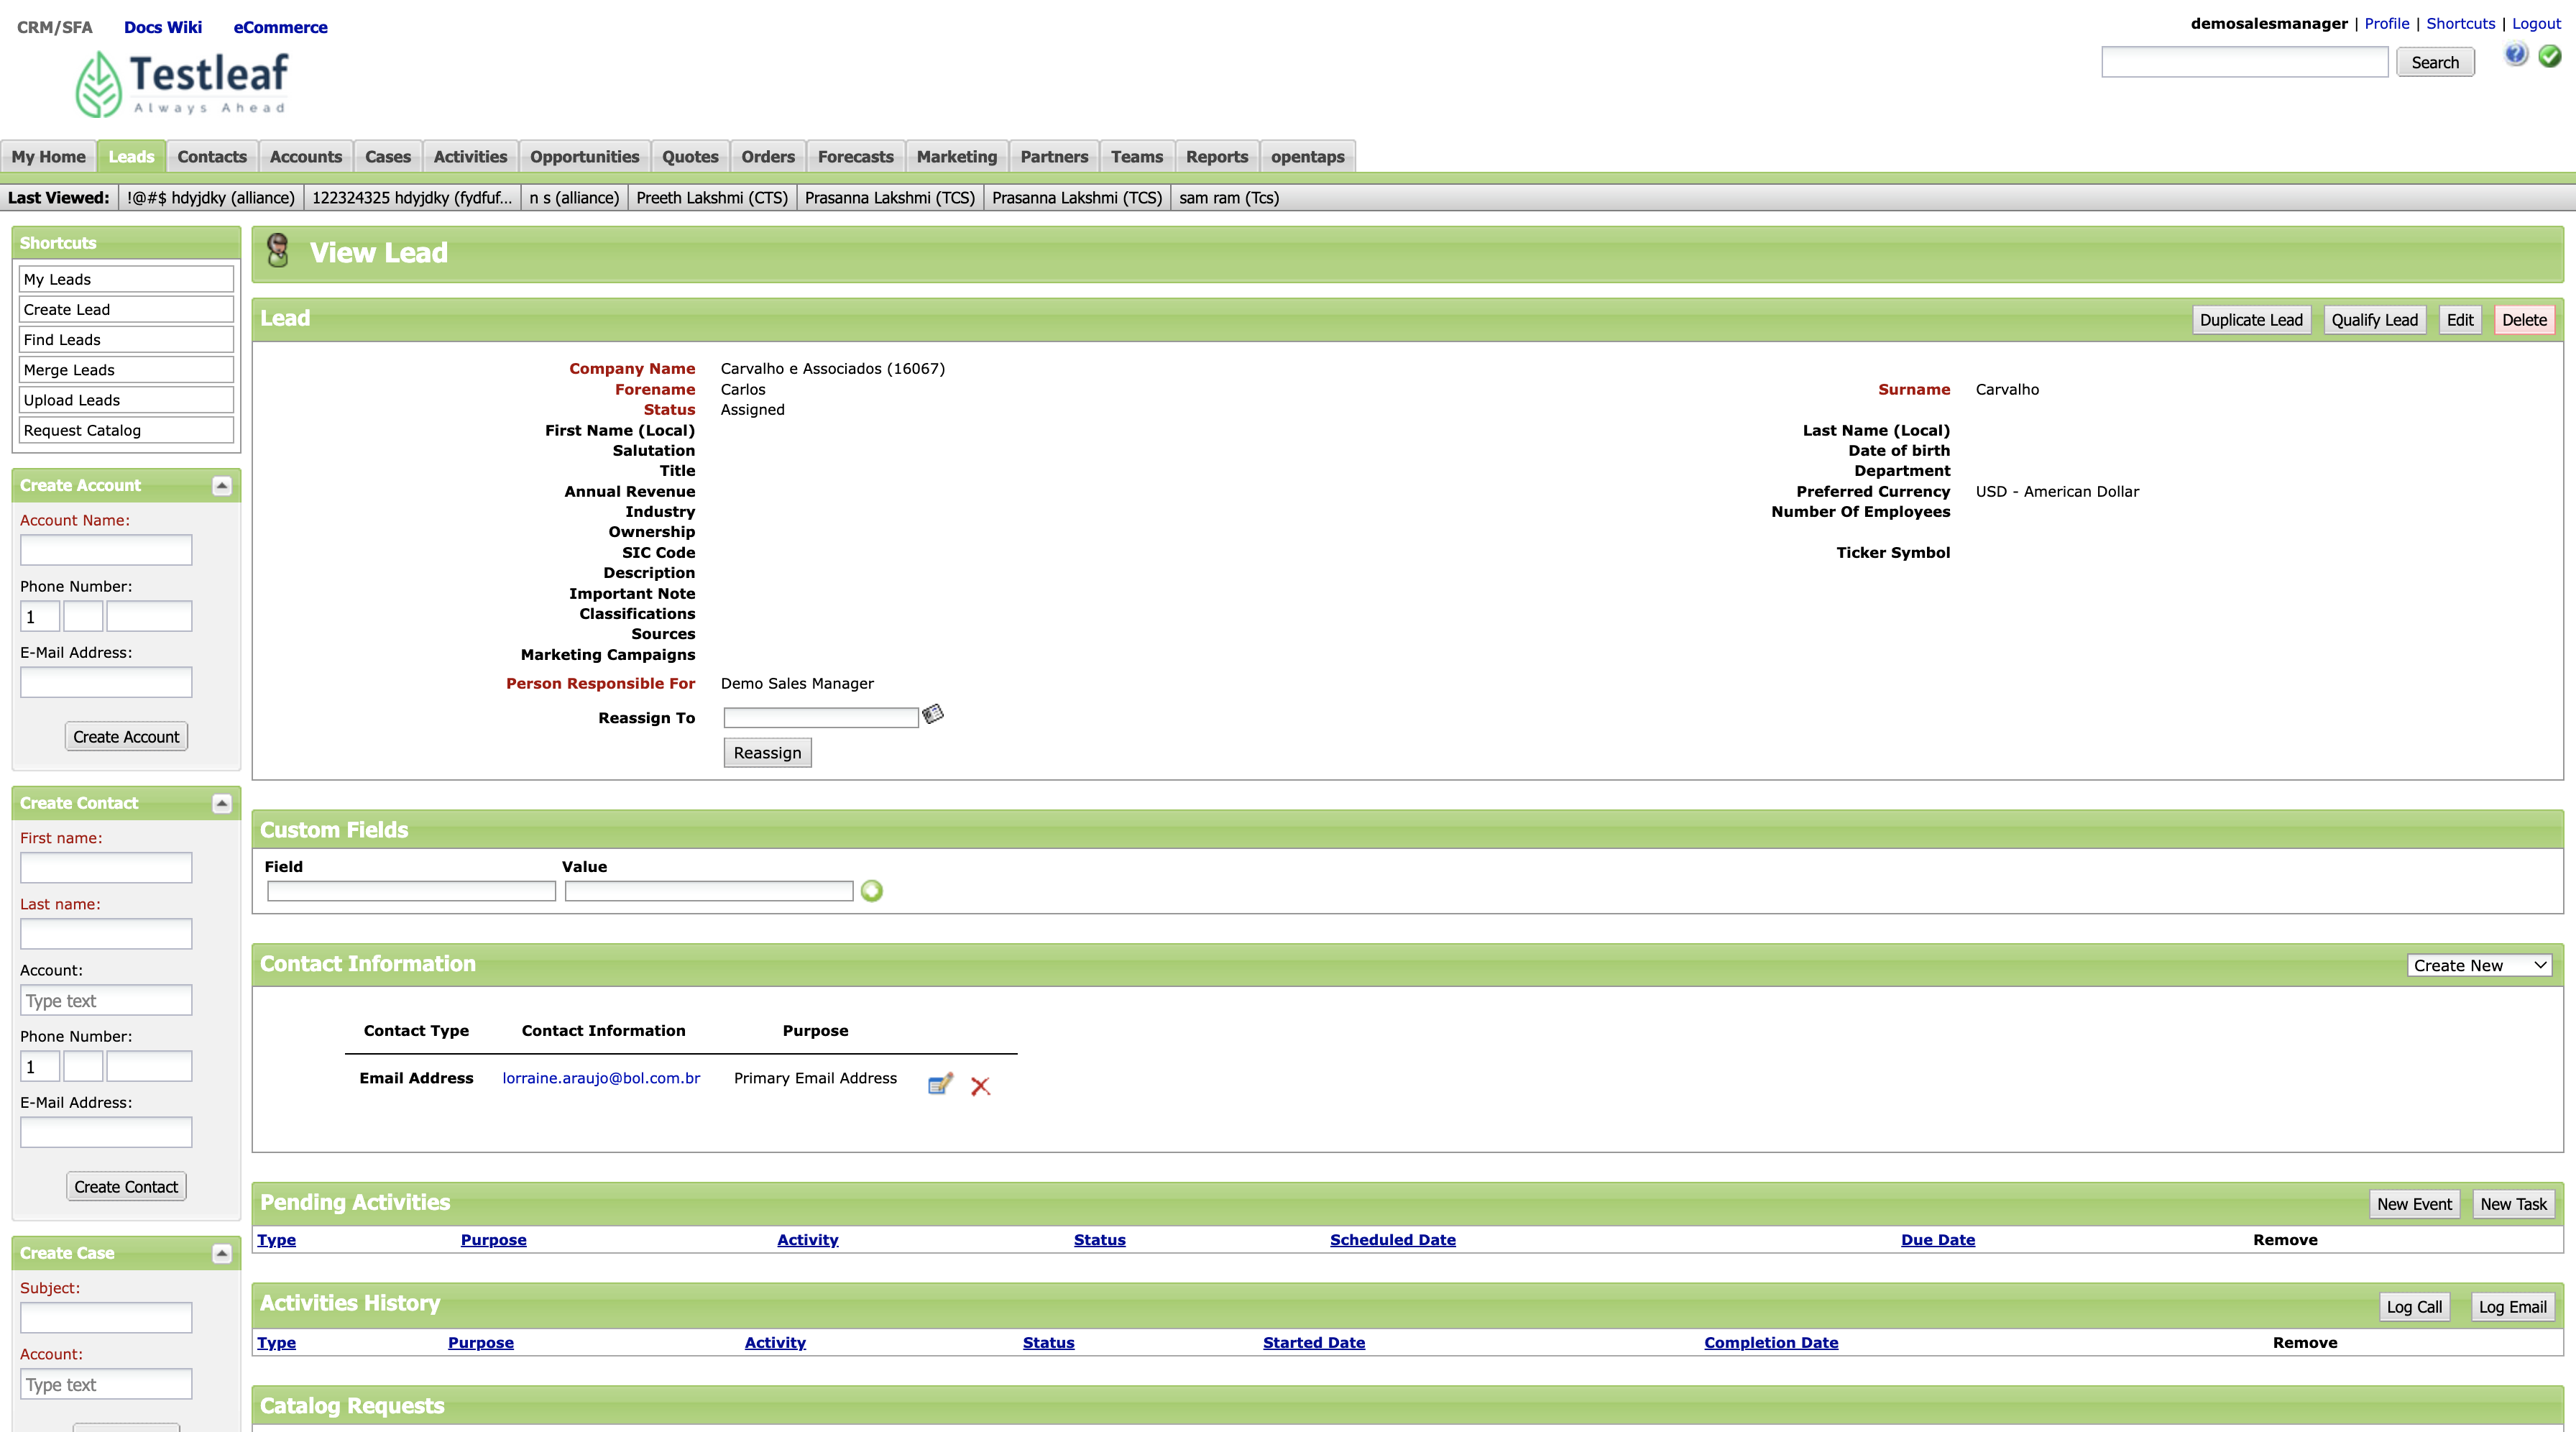 CRM/SFA Docs Wiki eCommerce
demosalesmanager | Profile | Shortcuts | Logout
Testleaf
Always Ahead
Search
My Home Leads Contacts Accounts Cases Activities Opportunities Quotes Orders Forecasts Marketing Partners Teams Reports opentaps
Last Viewed: !@#$ hdyjdky (alliance) 122324325 hdyjdky (fydfuf... n s (alliance) Preeth Lakshmi (CTS) Prasanna Lakshmi (TCS) Prasanna Lakshmi (TCS) sam ram (Tcs)
Shortcuts
My Leads
Create Lead
Find Leads
Merge Leads
Upload Leads
Request Catalog
Create Account
Account Name:
Phone Number:
1
E-Mail Address:
Create Account
Create Contact
First name:
Last name:
Account:
Type text
Phone Number:
1
E-Mail Address:
Create Contact
Create Case
Subject:
Account:
Type text
View Lead
Lead
Duplicate Lead Qualify Lead Edit Delete
Company Name Carvalho e Associados (16067)
Forename Carlos Surname Carvalho
Status Assigned
First Name (Local) Last Name (Local)
Salutation Date of birth
Title Department
Annual Revenue Preferred Currency USD - American Dollar
Industry Number Of Employees
Ownership
SIC Code Ticker Symbol
Description
Important Note
Classifications
Sources
Marketing Campaigns
Person Responsible For Demo Sales Manager
Reassign To
Reassign
Custom Fields
Field Value
Contact Information
Create New
Contact Type Contact Information Purpose
Email Address lorraine.araujo@bol.com.br Primary Email Address
Pending Activities
New Event New Task
Type Purpose Activity Status Scheduled Date Due Date Remove
Activities History
Log Call Log Email
Type Purpose Activity Status Started Date Completion Date Remove
Catalog Requests